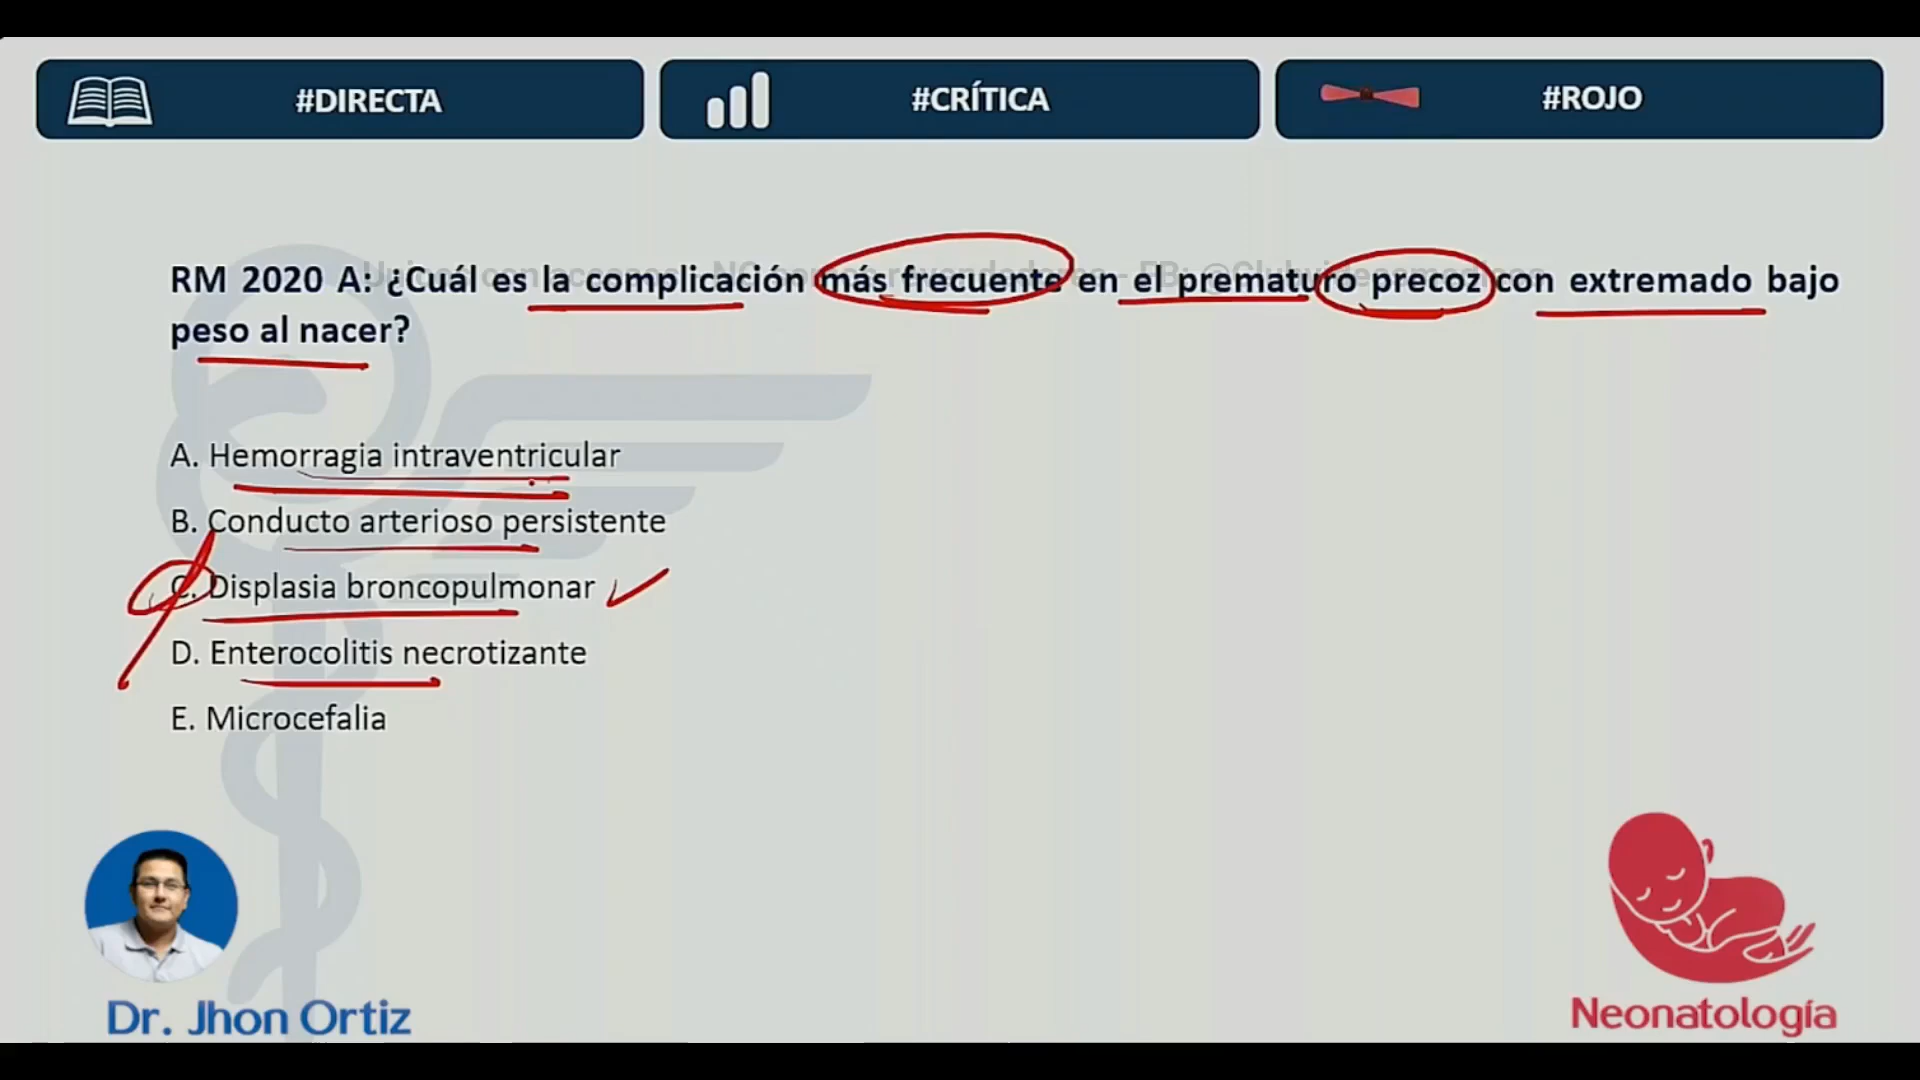 #DIRECTA
#CRÍTICA
#ROJO
RM 2020 A: ¿Cuál es la complicación más frecuente en el prematuro precoz con extremado bajo
peso al nacer?
A. Hemorragia intraventricular
B. Conducto arterioso persistente
C. Displasia broncopulmonar
D. Enterocolitis necrotizante
E. Microcefalia
Dr. Jhon Ortiz
Neonatología